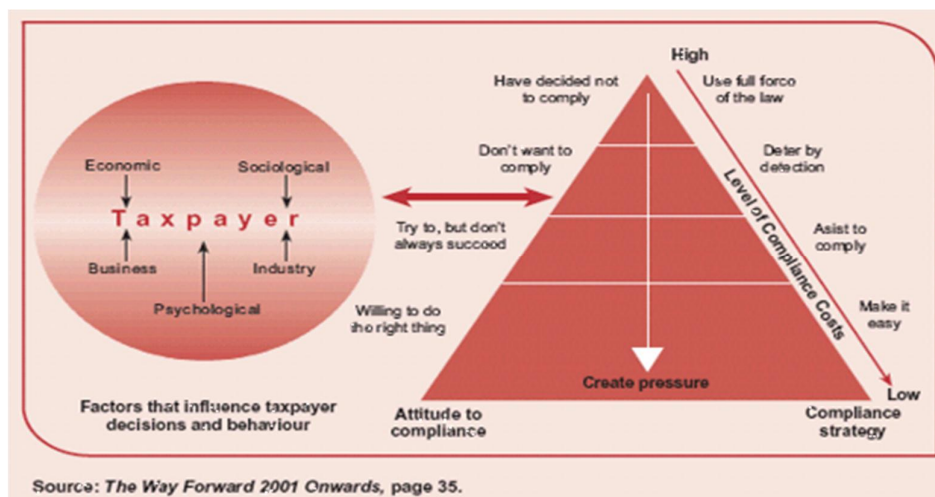 High
Have decided not
to comply
Use full forco
of the law
Economic
Sociological
Don't want to
comply
Deter by
detection
Taxpayer
Try to, but don't
always succood
Level of Compliance Costs
Asist to
comply
Business
Industry
Psychological
Willing to do
the right thing
Make it
easy
Create pressure
Low
Factors that influence taxpayer
decisions and behaviour
Attitude to
compliance
Compliance
strategy
Source: The Way Forward 2001 Onwards, page 35.